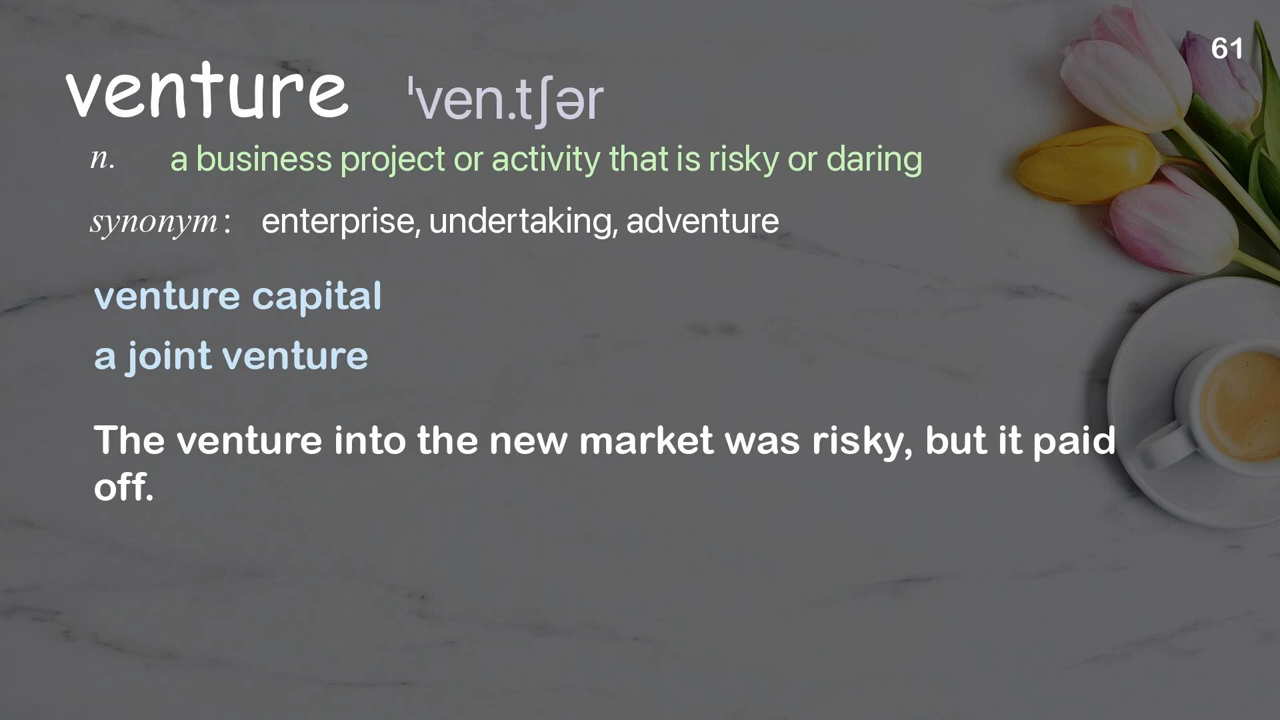 61
venture ˈven.tʃər
n. a business project or activity that is risky or daring
synonym: enterprise, undertaking, adventure
venture capital
a joint venture
The venture into the new market was risky, but it paid
off.